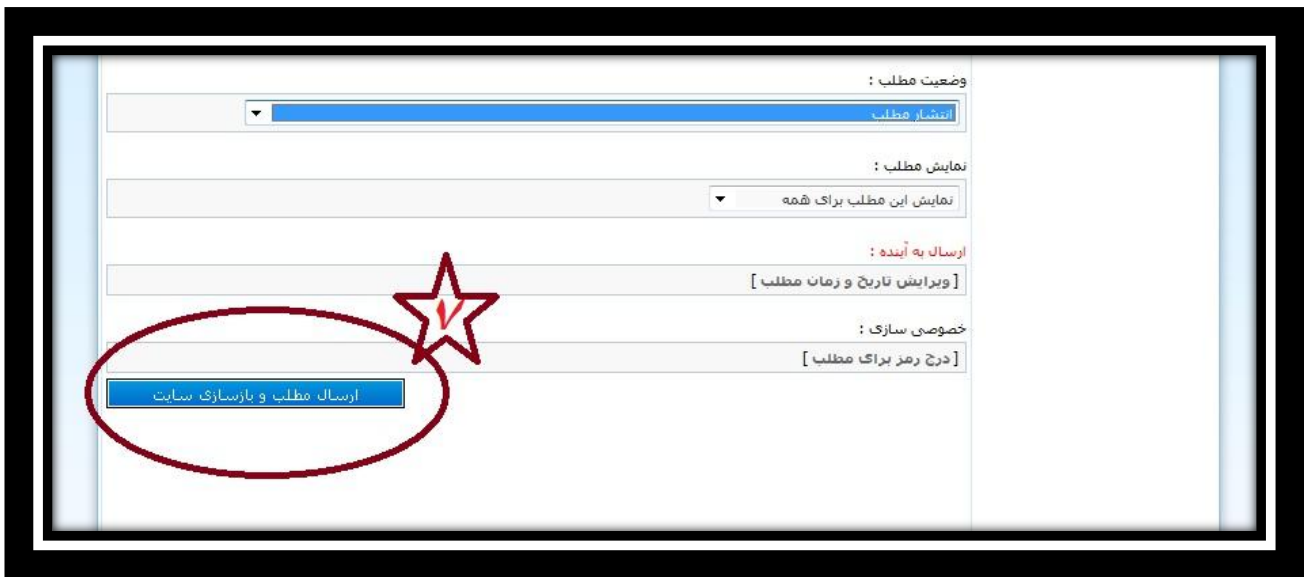 وضعیت مطلب :
انتشار مطلب
نمایش مطلب :
نمایش این مطلب برای همه
ارسال به آینده :
[ ویرایش تاریخ و زمان مطلب ]
۷
خصوصی سازی :
[ درج رمز برای مطلب ]
ارسال مطلب و بازسازی سایت